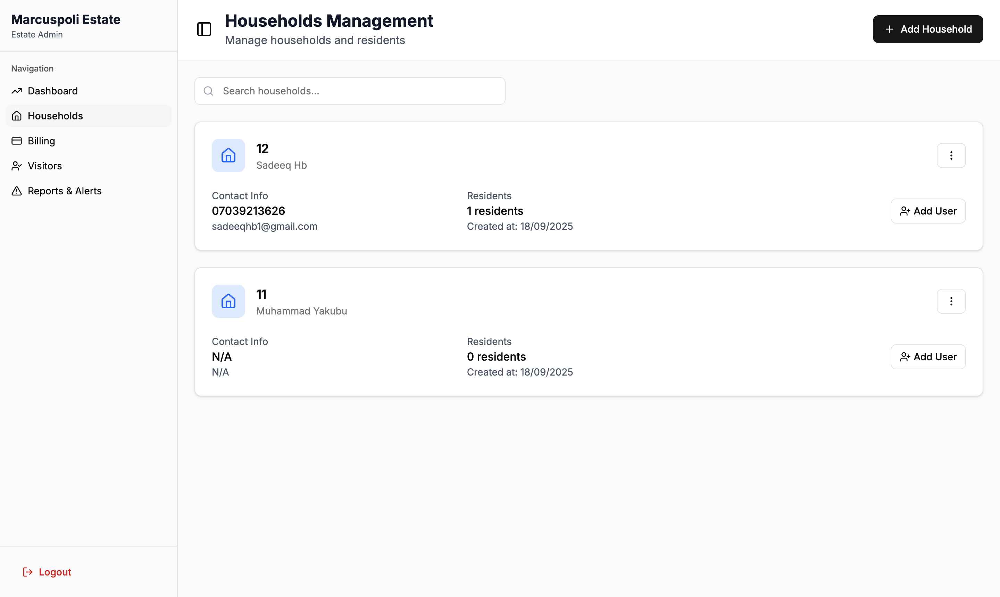 Marcuspoli Estate
Estate Admin
Navigation
Dashboard
Households
Billing
Visitors
Reports & Alerts
Logout
Households Management
Manage households and residents
Add Household
Search households...
12
Sadeeq Hb
Contact Info
07039213626
sadeeqhb1@gmail.com
Residents
1 residents
Created at: 18/09/2025
Add User
11
Muhammad Yakubu
Contact Info
N/A
N/A
Residents
0 residents
Created at: 18/09/2025
Add User